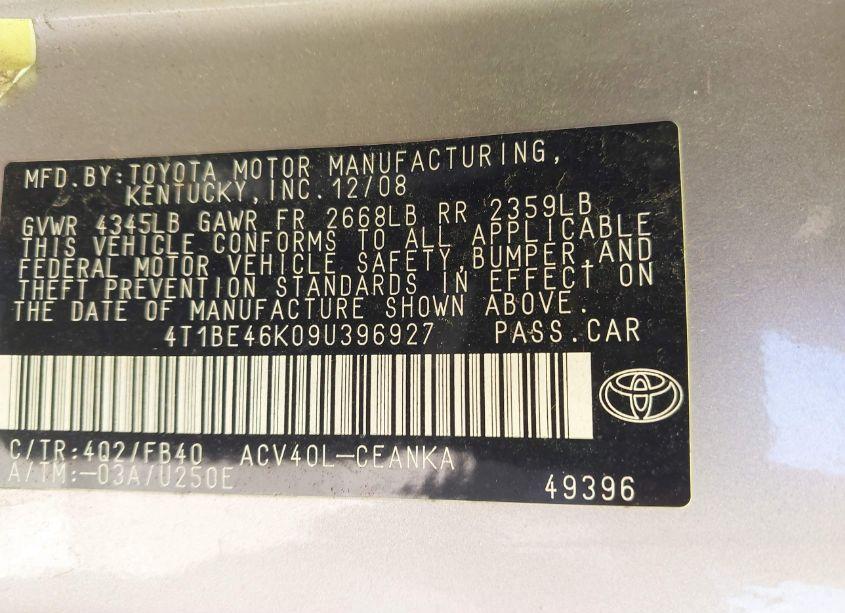 MFD.BY:TOYOTA MOTOR MANUFACTURING,
KENTUCKY,INC.12/08
GVWR 4345LB GAWR FR 2668LB RR 2359LB
THIS VEHICLE CONFORMS TO ALL APPLICABLE
FEDERAL MOTOR VEHICLE SAFETY,BUMPER,AND
THEFT PREVENTION STANDARDS IN EFFECT ON
THE DATE OF MANUFACTURE SHOWN ABOVE.
4T1BE46K09U396927 PASS.CAR
C/TR:4Q2/FB40 ACV40L-CEANKA
A/TM:-03A/U250E
49396